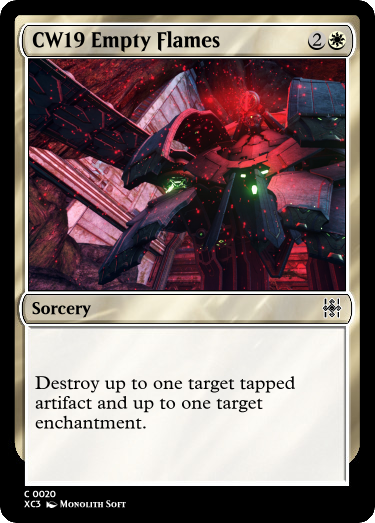 CW19 Empty Flames 2
Sorcery
Destroy up to one target tapped
artifact and up to one target
enchantment.
C 0020
XC3 Monolith Soft